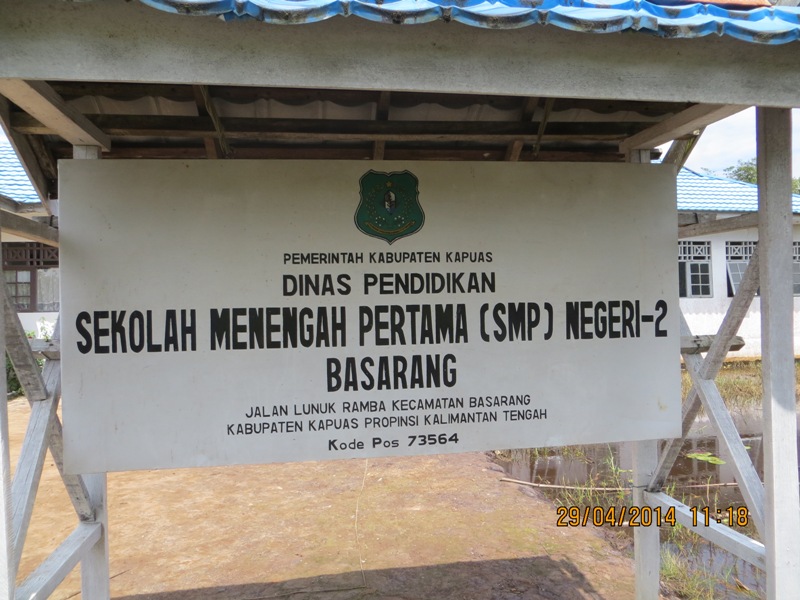 PEMERINTAH KABUPATEN KAPUAS
DINAS PENDIDIKAN
SEKOLAH MENENGAH PERTAMA (SMP) NEGERI-2
BASARANG
JALAN LUNUK RAMBA KECAMATAN BASARANG
KABUPATEN KAPUAS PROPINSI KALIMANTAN TENGAH
Kode Pos 73564
29/04/2014 11:18